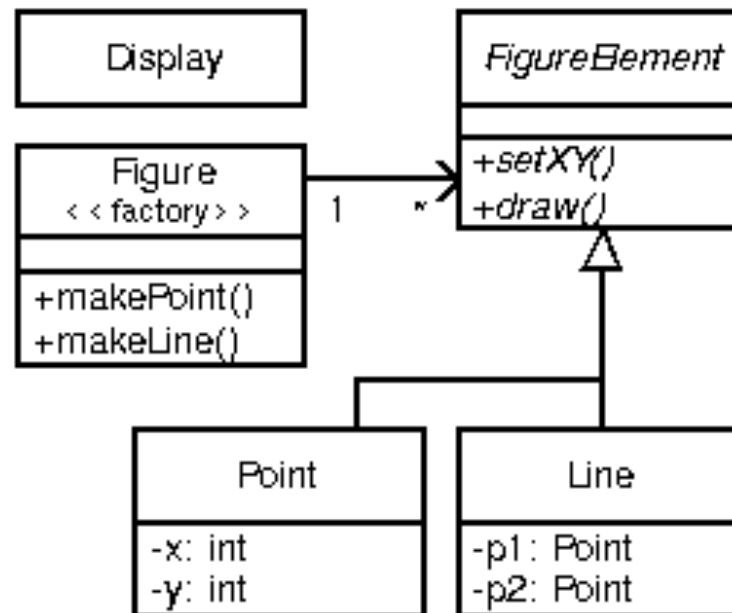 Display
FigureElement
+setXY()
+draw()
Figure
< < factory > >
1
*
+makePoint()
+makeLine()
Point
-x: int
-y: int
Line
-p1: Point
-p2: Point